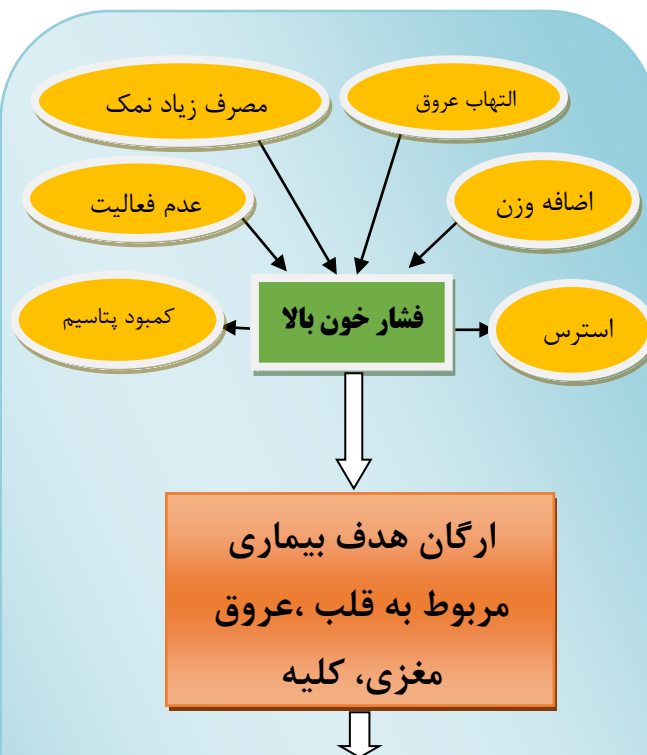 التهاب عروق
مصرف زیاد نمک
اضافه وزن
عدم فعالیت
فشار خون بالا
استرس
کمبود پتاسیم
ارگان هدف بیماری
مربوط به قلب ،عروق
مغزی، کلیه